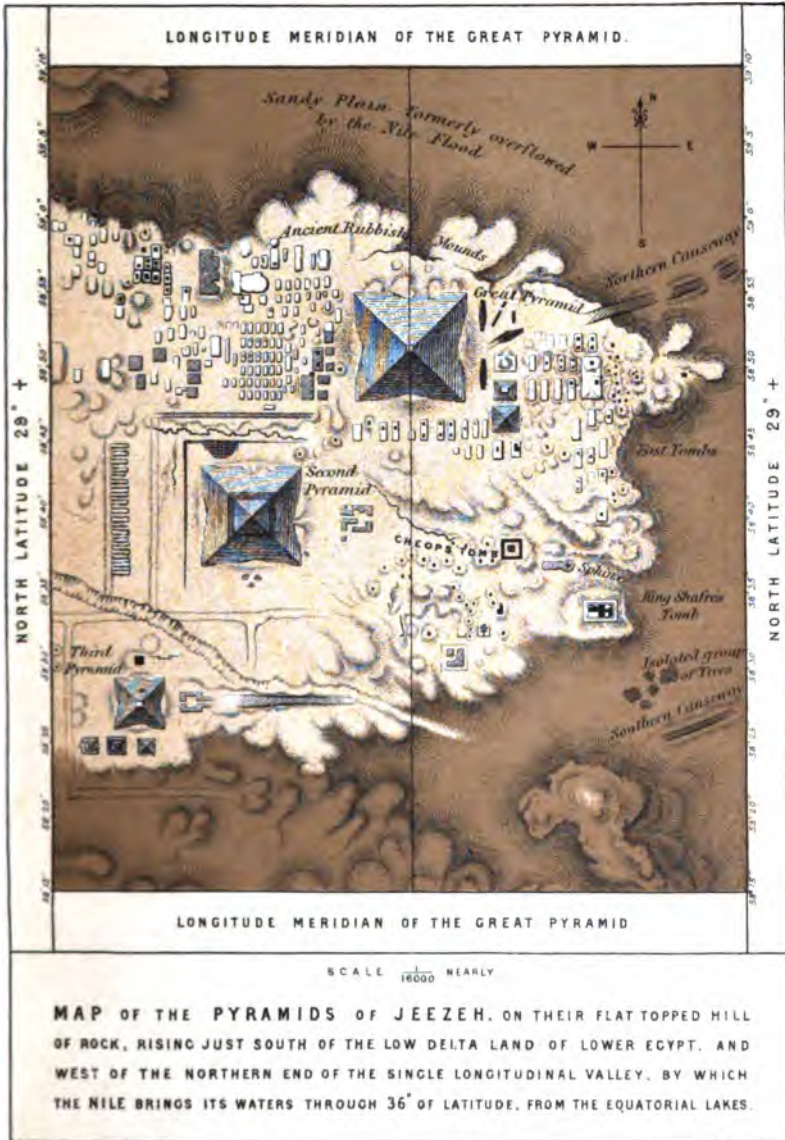 LONGITUDE MERIDIAN OF THE GREAT PYRAMID.
Sandy Plain formerly overflowed
by the Nile Flood
N
W E
S
Ancient Rubbish Mounds
Northern Causeway
Great Pyramid
East Tombs
Second
Pyramid
CHEOPS TOMB
Sphinx
King Shafre's
Tomb
Third
Pyramid
Isolated group
of Trees
Southern Causeway
NORTH LATITUDE 29° +
NORTH LATITUDE 29° +
LONGITUDE MERIDIAN OF THE GREAT PYRAMID
SCALE 1/16000 NEARLY
MAP OF THE PYRAMIDS OF JEEZEH, ON THEIR FLAT TOPPED HILL
OF ROCK, RISING JUST SOUTH OF THE LOW DELTA LAND OF LOWER EGYPT, AND
WEST OF THE NORTHERN END OF THE SINGLE LONGITUDINAL VALLEY, BY WHICH
THE NILE BRINGS ITS WATERS THROUGH 36° OF LATITUDE, FROM THE EQUATORIAL LAKES.